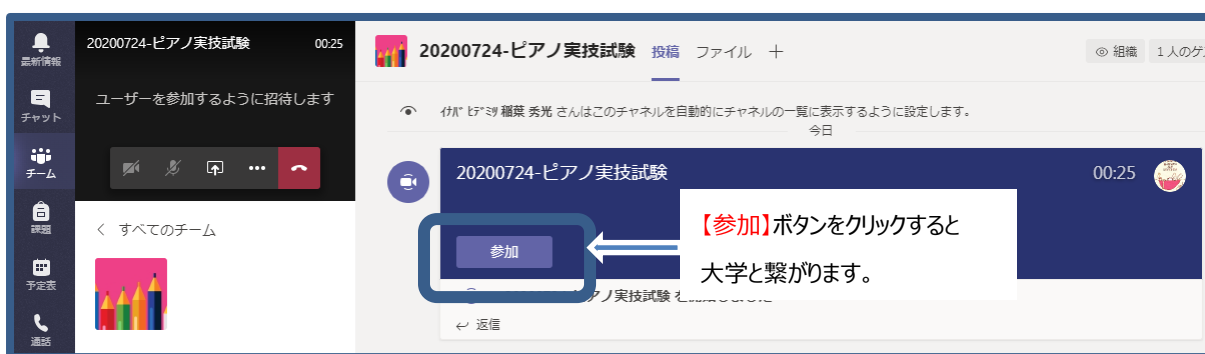 最新情報
チャット
チーム
課題
予定表
通話
20200724-ピアノ実技試験 00:25
ユーザーを参加するように招待します
く すべてのチーム
20200724-ピアノ実技試験 投稿 ファイル
組織 1人のゲ
イナバ ヒデミツ 稲葉 秀光 さんはこのチャネルを自動的にチャネルの一覧に表示するように設定します。
今日
20200724-ピアノ実技試験 00:25
参加
【参加】ボタンをクリックすると
大学と繋がります。
アノ実技試験 を
返信